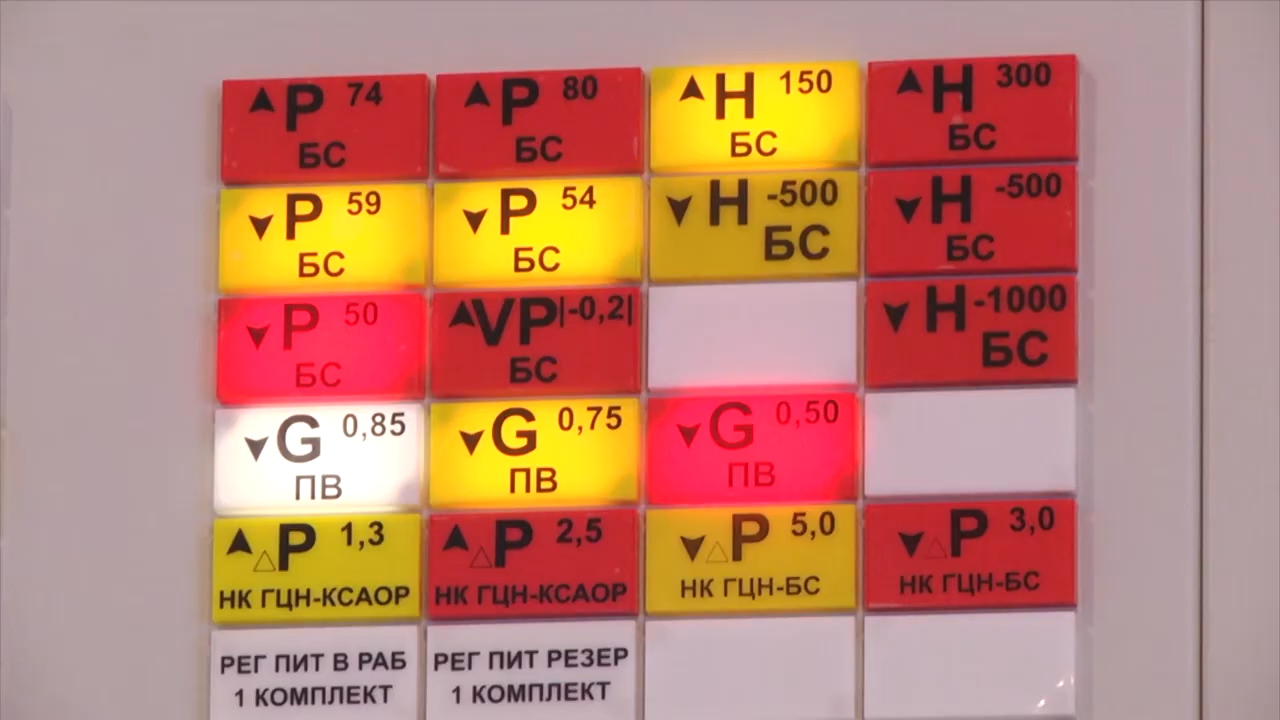 ▲P 74
БС
▲P 80
БС
▲H 150
БС
▲H 300
БС
▼P 59
БС
▼P 54
БС
▼H -500
БС
▼H -500
БС
▼P 50
БС
▲VP|-0,2|
БС
▼H-1000
БС
▼G 0,85
ПВ
▼G 0,75
ПВ
▼G 0,50
ПВ
▲△P 1,3
НК ГЦН-КСАОР
▲△P 2,5
НК ГЦН-КСАОР
▼△P 5,0
НК ГЦН-БС
▼△P 3,0
НК ГЦН-БС
РЕГ ПИТ В РАБ
1 КОМПЛЕКТ
РЕГ ПИТ РЕЗЕР
1 КОМПЛЕКТ